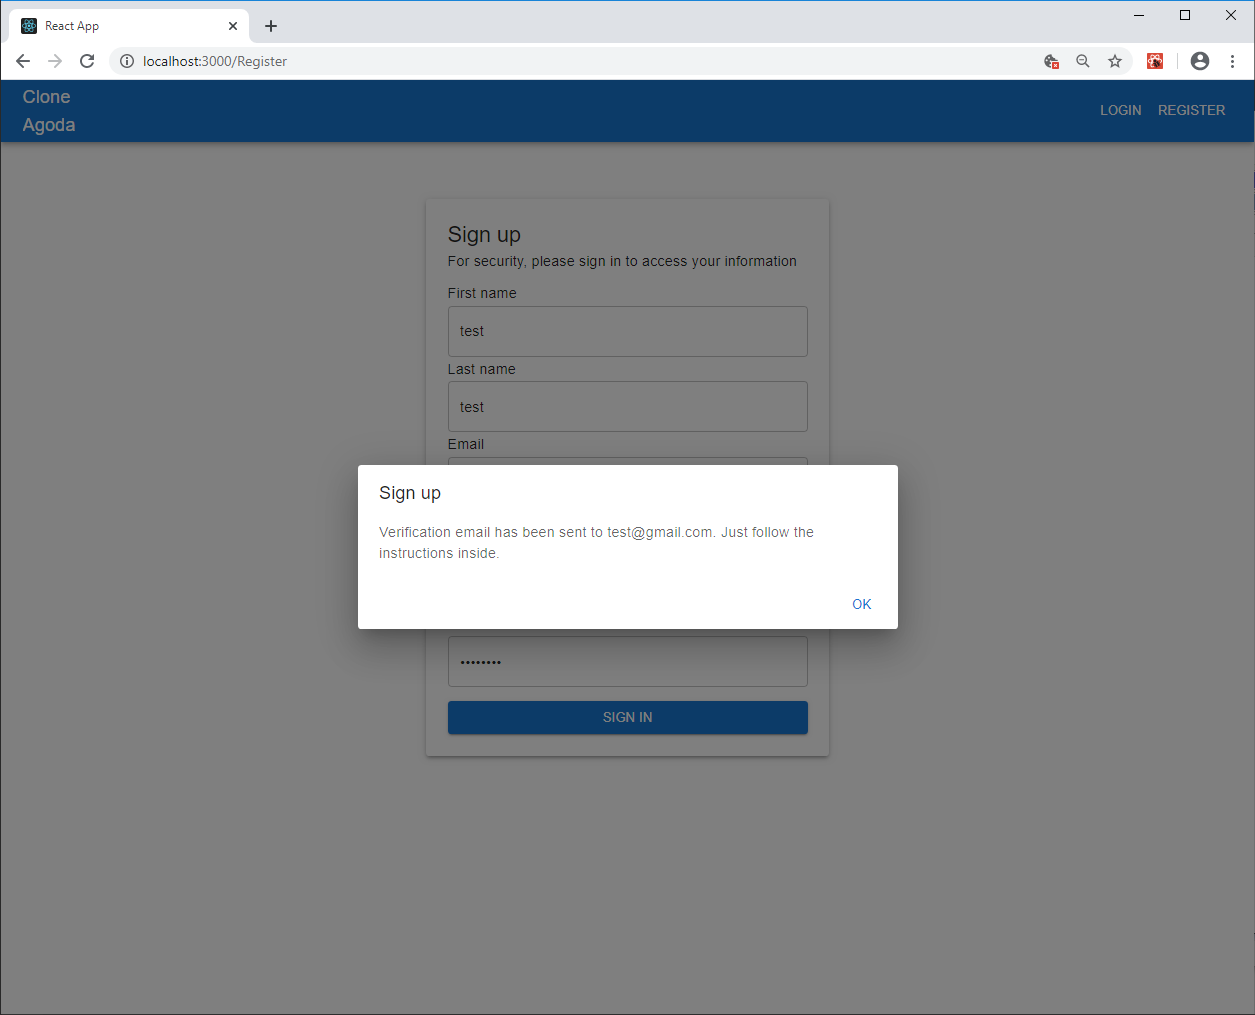 React App
localhost:3000/Register
Clone
Agoda
LOGIN REGISTER
Sign up
For security, please sign in to access your information
First name
test
Last name
test
Email
Sign up
Verification email has been sent to test@gmail.com. Just follow the
instructions inside.
OK
••••••••
SIGN IN